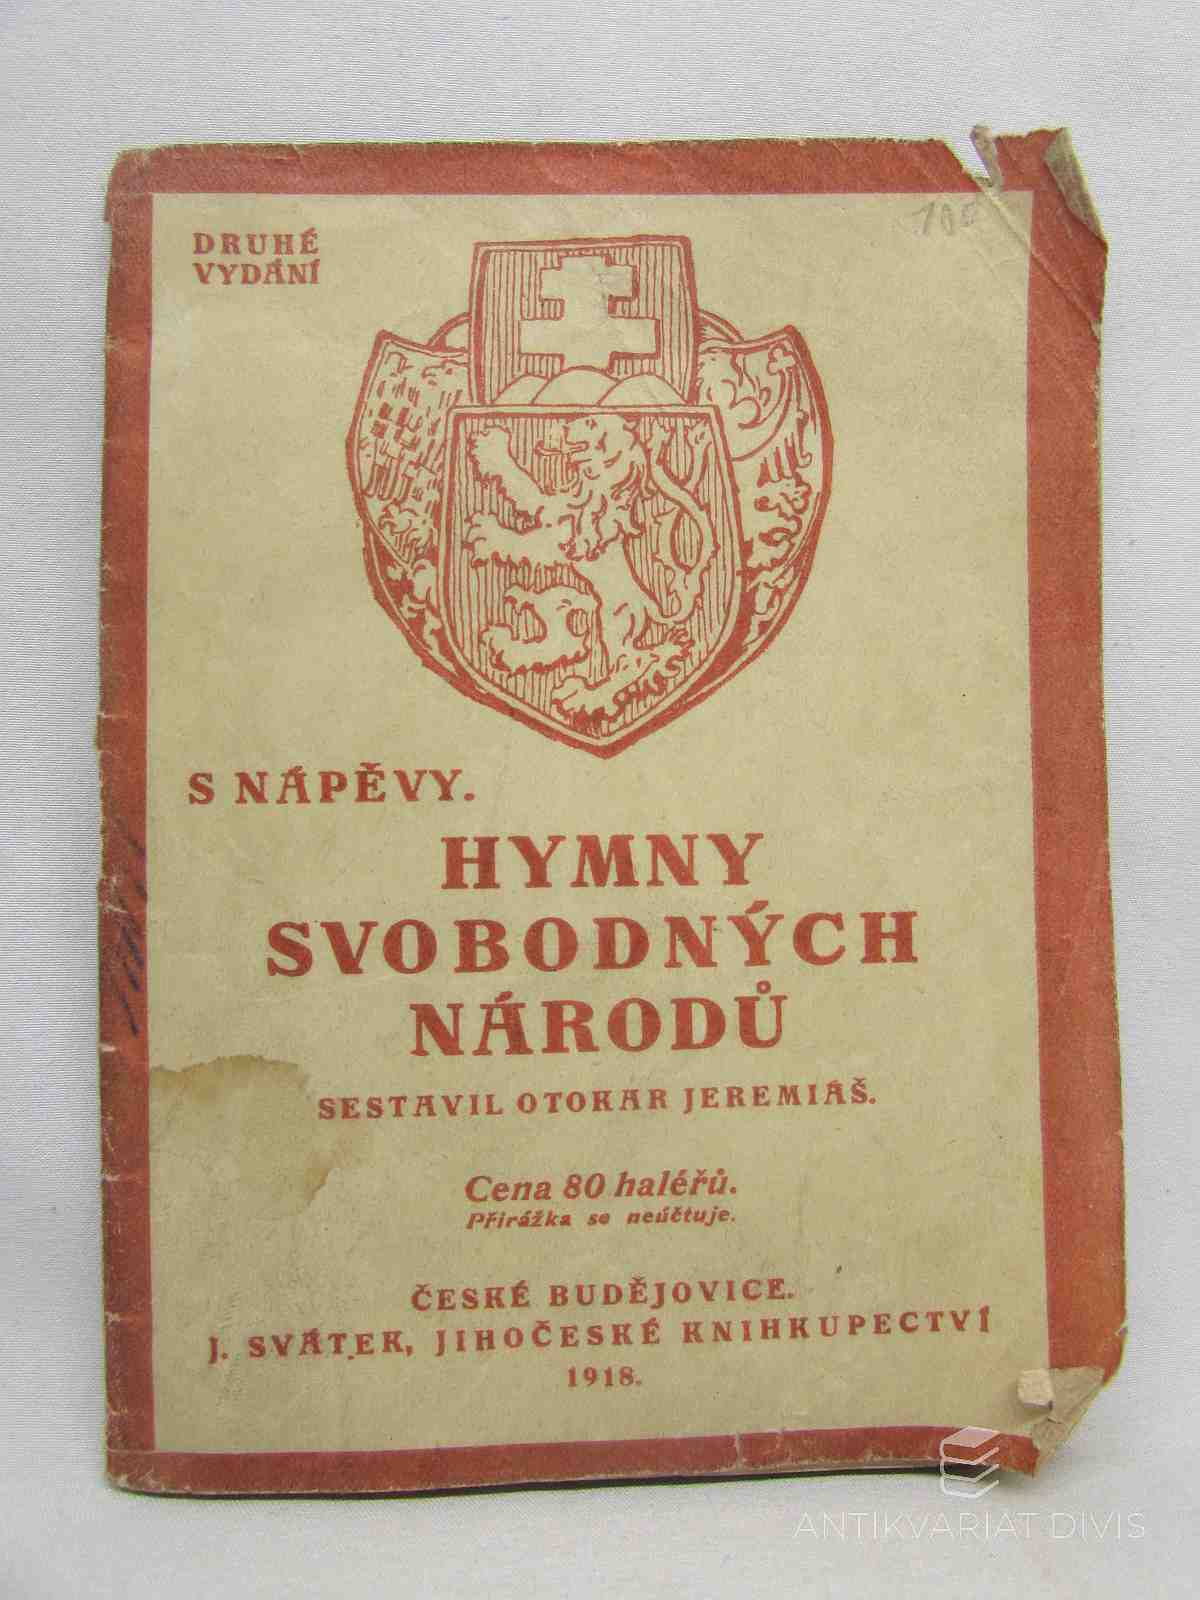 DRUHÉ
VYDÁNÍ
S NÁPĚVY.
HYMNY
SVOBODNÝCH
NÁRODŮ
SESTAVIL OTOKAR JEREMIÁŠ.
Cena 80 haléřů.
Přirážka se neúčtuje.
ČESKÉ BUDĚJOVICE.
J. SVÁTEK, JIHOČESKÉ KNIHKUPECTVÍ
1918.
ANTIKVARIAT DIVIS